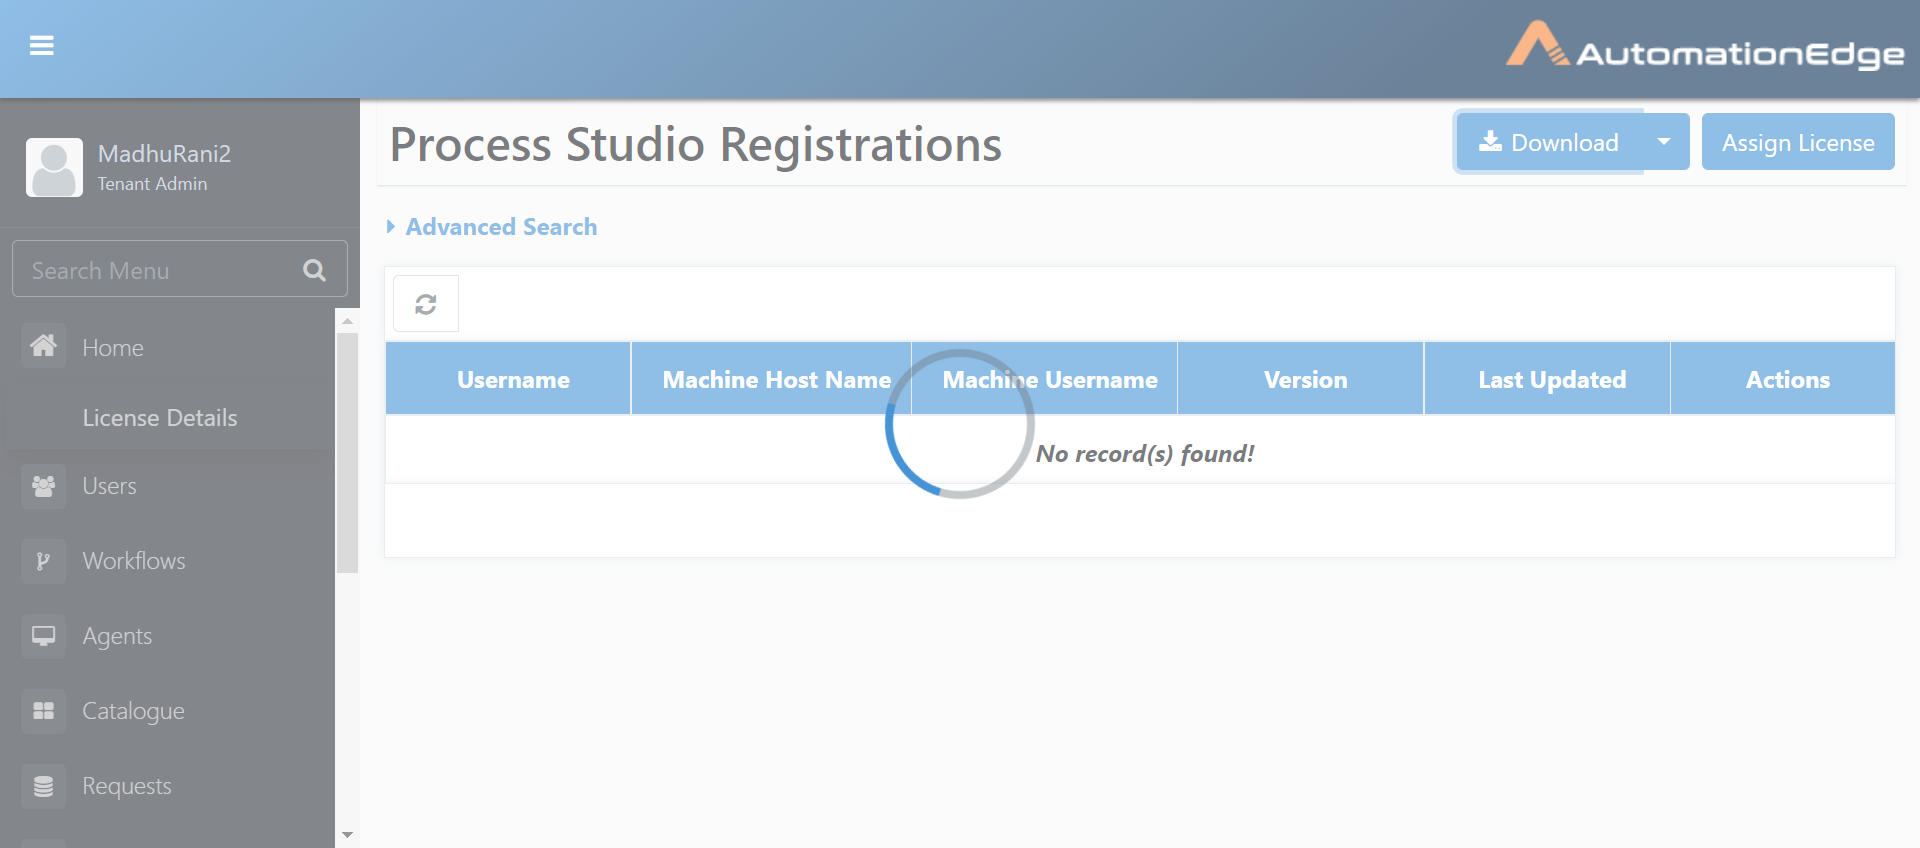 AutomationEdge
MadhuRani2
Tenant Admin
Search Menu
Home
License Details
Users
Workflows
Agents
Catalogue
Requests
Process Studio Registrations
Download
Assign License
Advanced Search
Username Machine Host Name Machine Username Version Last Updated Actions
No record(s) found!